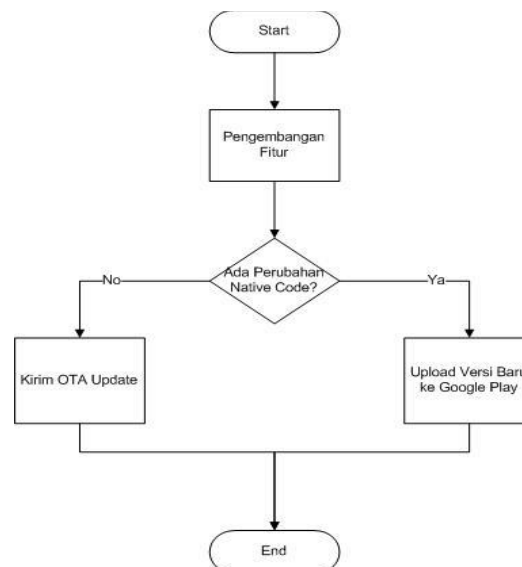 Start
Pengembangan
Fitur
Ada Perubahan
Native Code?
No
Ya
Kirim OTA Update
Upload Versi Baru
ke Google Play
End